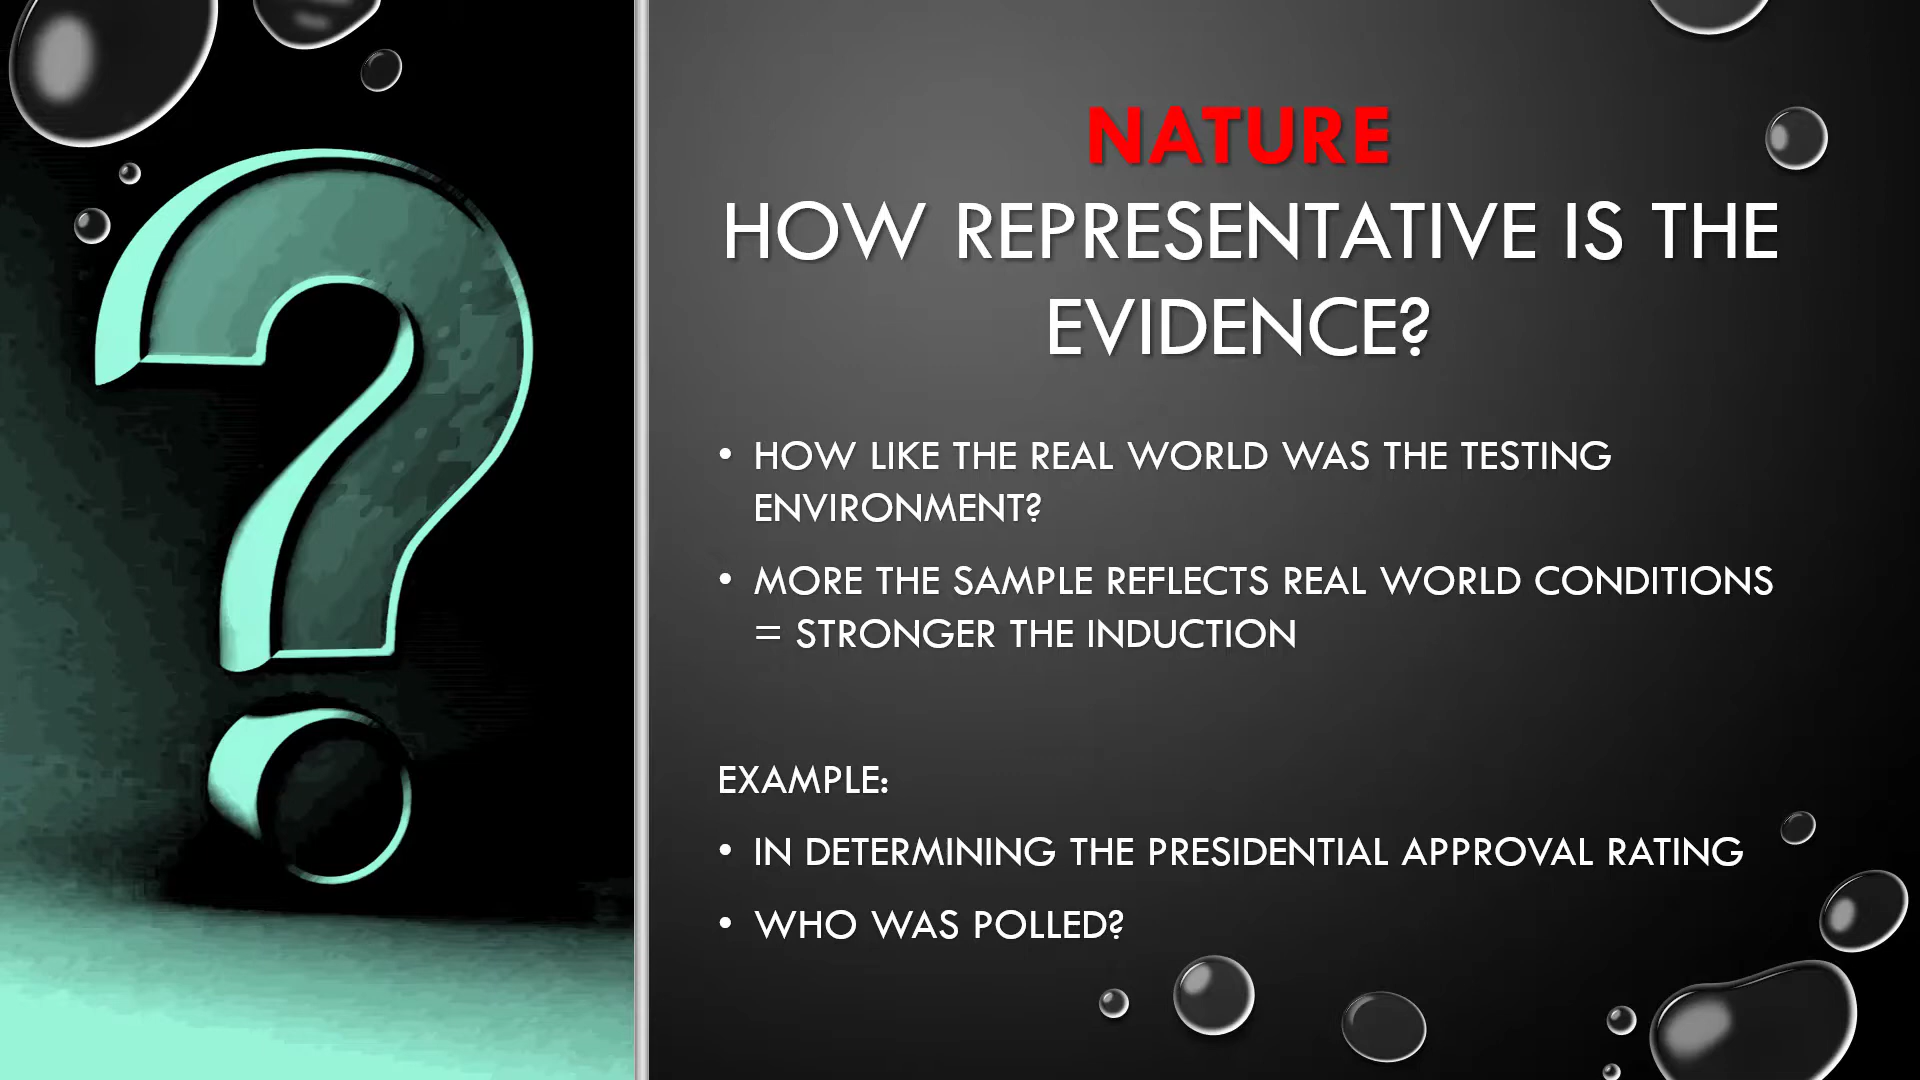 NATURE
HOW REPRESENTATIVE IS THE
EVIDENCE?
• HOW LIKE THE REAL WORLD WAS THE TESTING
ENVIRONMENT?
• MORE THE SAMPLE REFLECTS REAL WORLD CONDITIONS
= STRONGER THE INDUCTION
EXAMPLE:
• IN DETERMINING THE PRESIDENTIAL APPROVAL RATING
• WHO WAS POLLED?